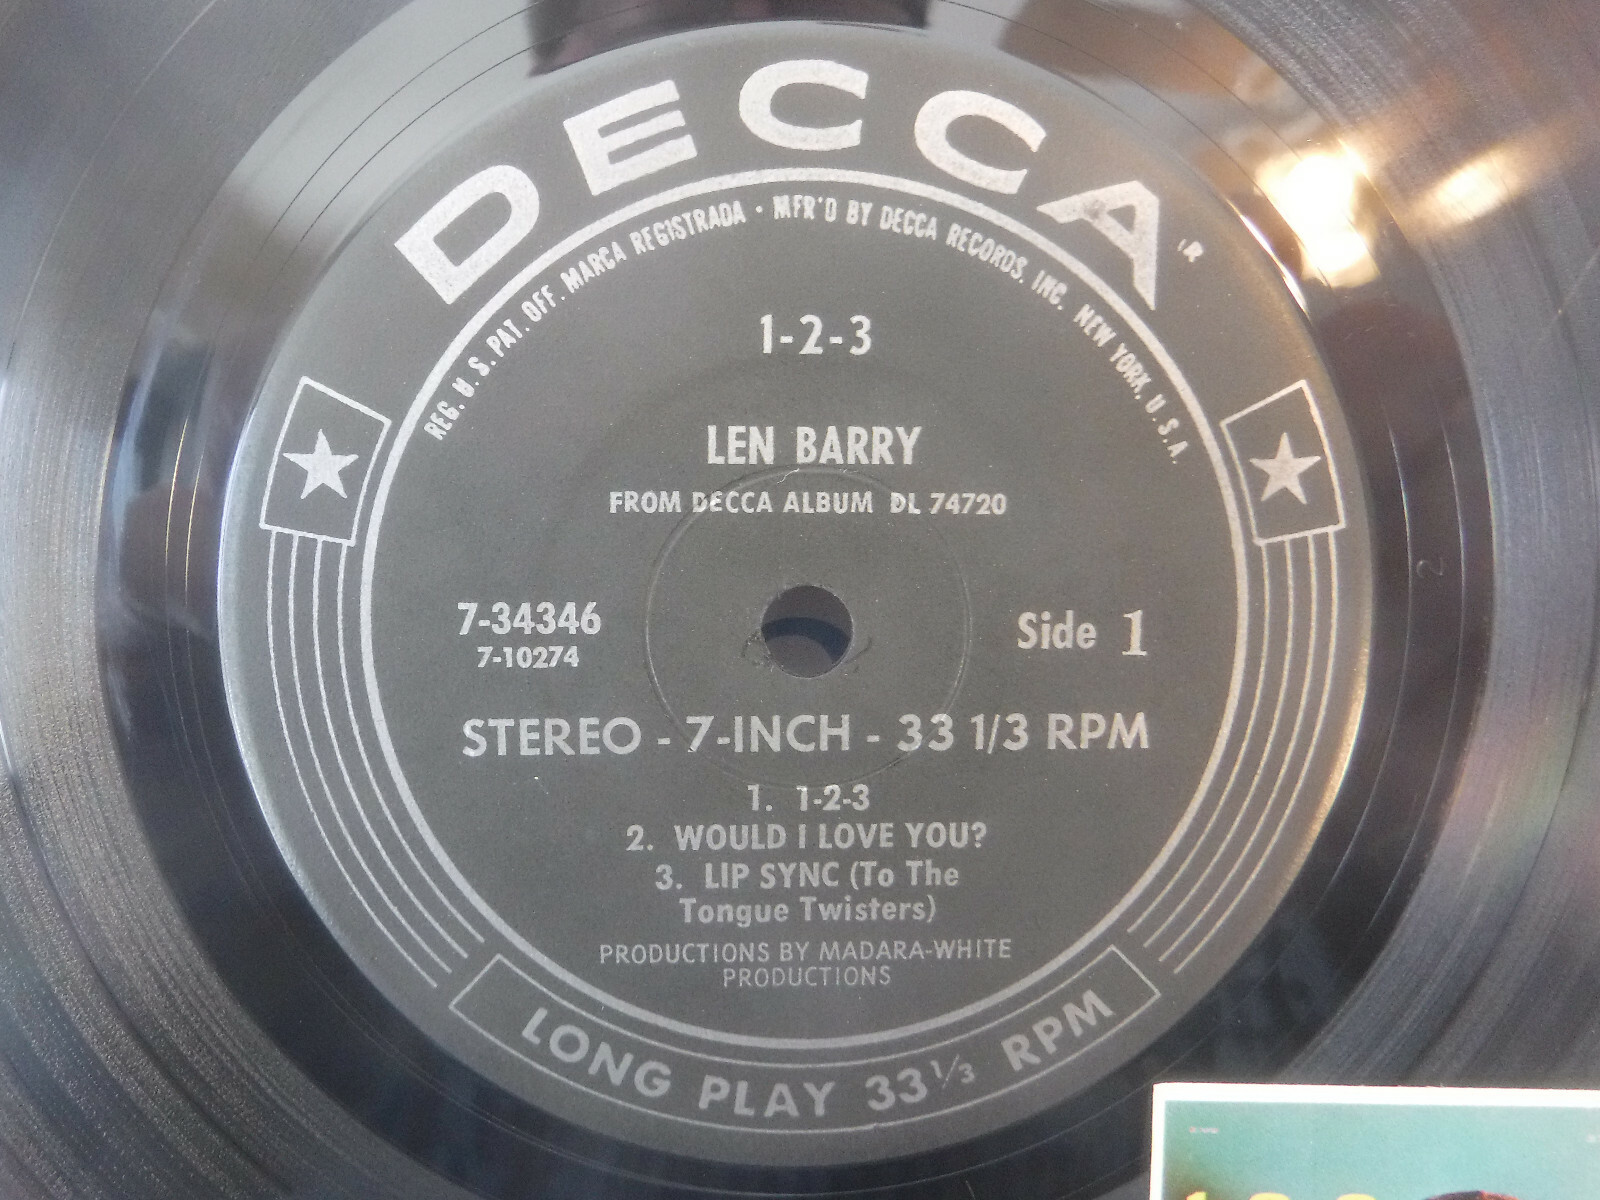 DECCA
REG. U.S. PAT. OFF. MARCA REGISTRADA • MFR'D BY DECCA RECORDS, INC. NEW YORK, U.S.A.
1-2-3
LEN BARRY
FROM DECCA ALBUM DL 74720
7-34346
7-10274
Side 1
STEREO - 7-INCH - 33 1/3 RPM
1. 1-2-3
2. WOULD I LOVE YOU?
3. LIP SYNC (To The
Tongue Twisters)
PRODUCTIONS BY MADARA-WHITE
PRODUCTIONS
LONG PLAY 33 1/3 RPM